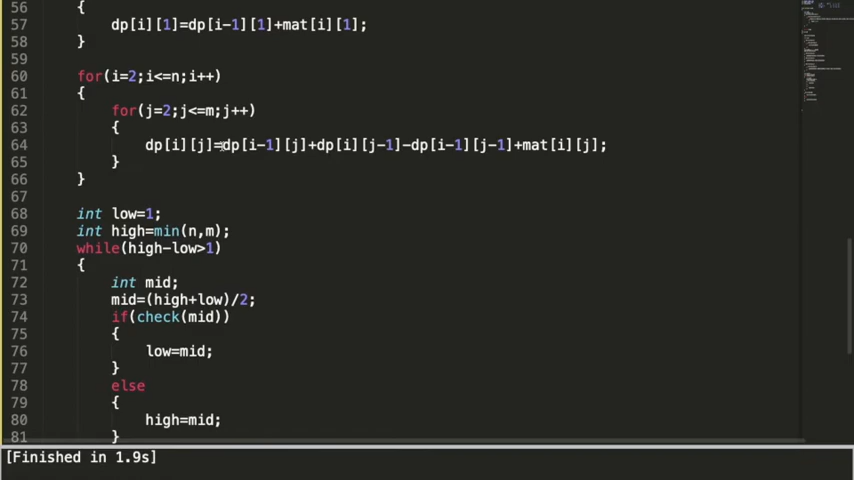 56 {
57 dp[i][1]=dp[i-1][1]+mat[i][1];
58 }
59
60 for(i=2;i<=n;i++)
61 {
62 for(j=2;j<=m;j++)
63 {
64 dp[i][j]=dp[i-1][j]+dp[i][j-1]-dp[i-1][j-1]+mat[i][j];
65 }
66 }
67
68 int low=1;
69 int high=min(n,m);
70 while(high-low>1)
71 {
72 int mid;
73 mid=(high+low)/2;
74 if(check(mid))
75 {
76 low=mid;
77 }
78 else
79 {
80 high=mid;
81 }
[Finished in 1.9s]